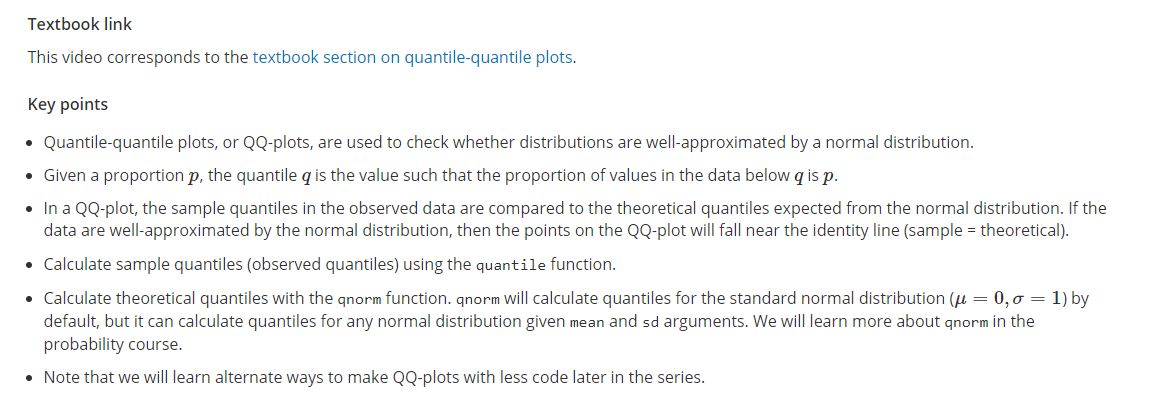 Textbook link
This video corresponds to the textbook section on quantile-quantile plots.
Key points
• Quantile-quantile plots, or QQ-plots, are used to check whether distributions are well-approximated by a normal distribution.
• Given a proportion p, the quantile q is the value such that the proportion of values in the data below q is p.
• In a QQ-plot, the sample quantiles in the observed data are compared to the theoretical quantiles expected from the normal distribution. If the
data are well-approximated by the normal distribution, then the points on the QQ-plot will fall near the identity line (sample = theoretical).
• Calculate sample quantiles (observed quantiles) using the quantile function.
• Calculate theoretical quantiles with the qnorm function. qnorm will calculate quantiles for the standard normal distribution (μ = 0, σ = 1) by
default, but it can calculate quantiles for any normal distribution given mean and sd arguments. We will learn more about qnorm in the
probability course.
• Note that we will learn alternate ways to make QQ-plots with less code later in the series.